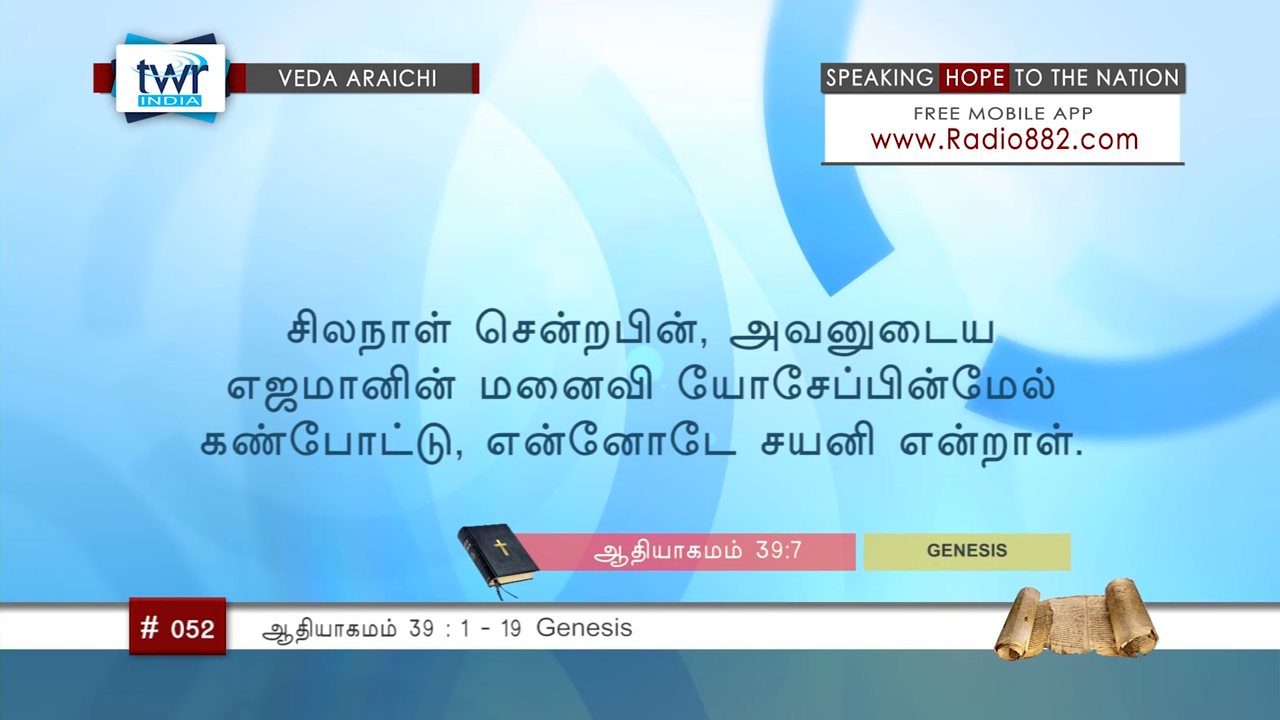 twr
INDIA
VEDA ARAICHI
SPEAKING HOPE TO THE NATION
FREE MOBILE APP
www.Radio882.com
சிலநாள் சென்றபின், அவனுடைய
எஜமானின் மனைவி யோசேப்பின்மேல்
கண்போட்டு, என்னோடே சயனி என்றாள்.
ஆதியாகமம் 39:7
GENESIS
# 052
ஆதியாகமம் 39 : 1 - 19 Genesis